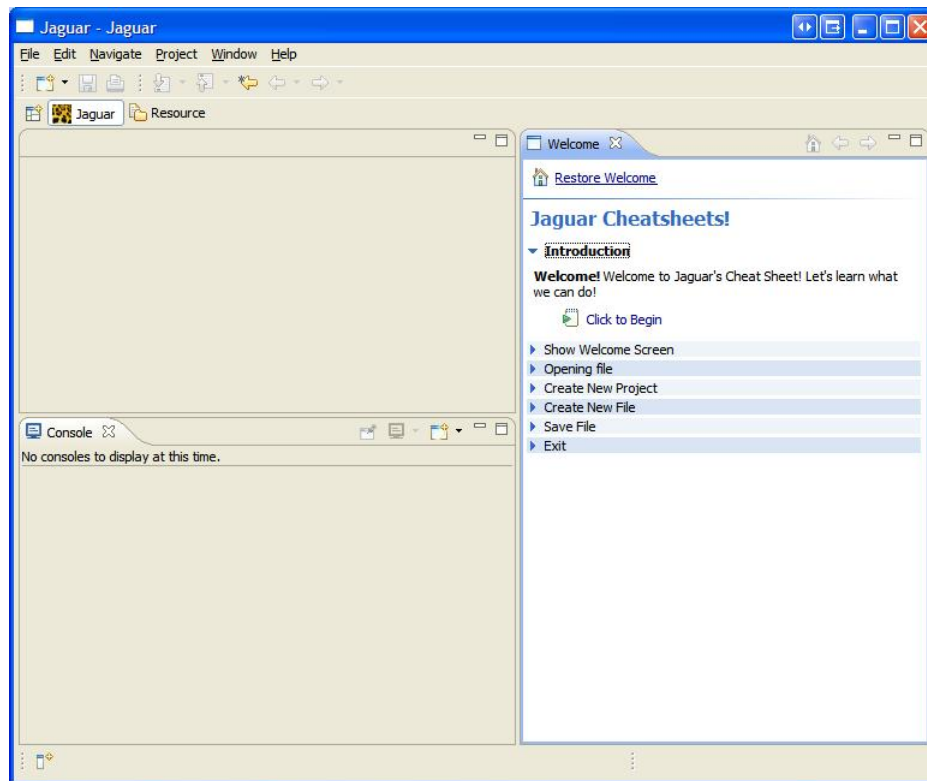 Jaguar - Jaguar
File Edit Navigate Project Window Help
Jaguar Resource
Welcome
Restore Welcome
Jaguar Cheatsheets!
Introduction
Welcome! Welcome to Jaguar's Cheat Sheet! Let's learn what
we can do!
Click to Begin
Show Welcome Screen
Opening file
Create New Project
Create New File
Save File
Exit
Console
No consoles to display at this time.